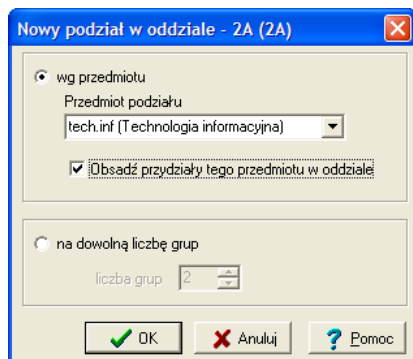 Nowy podział w oddziale - 2A (2A)
wg przedmiotu
Przedmiot podziału
tech.inf (Technologia informacyjna)
Obsadź przydziały tego przedmiotu w oddziale
na dowolną liczbę grup
liczba grup 2
OK Anuluj Pomoc